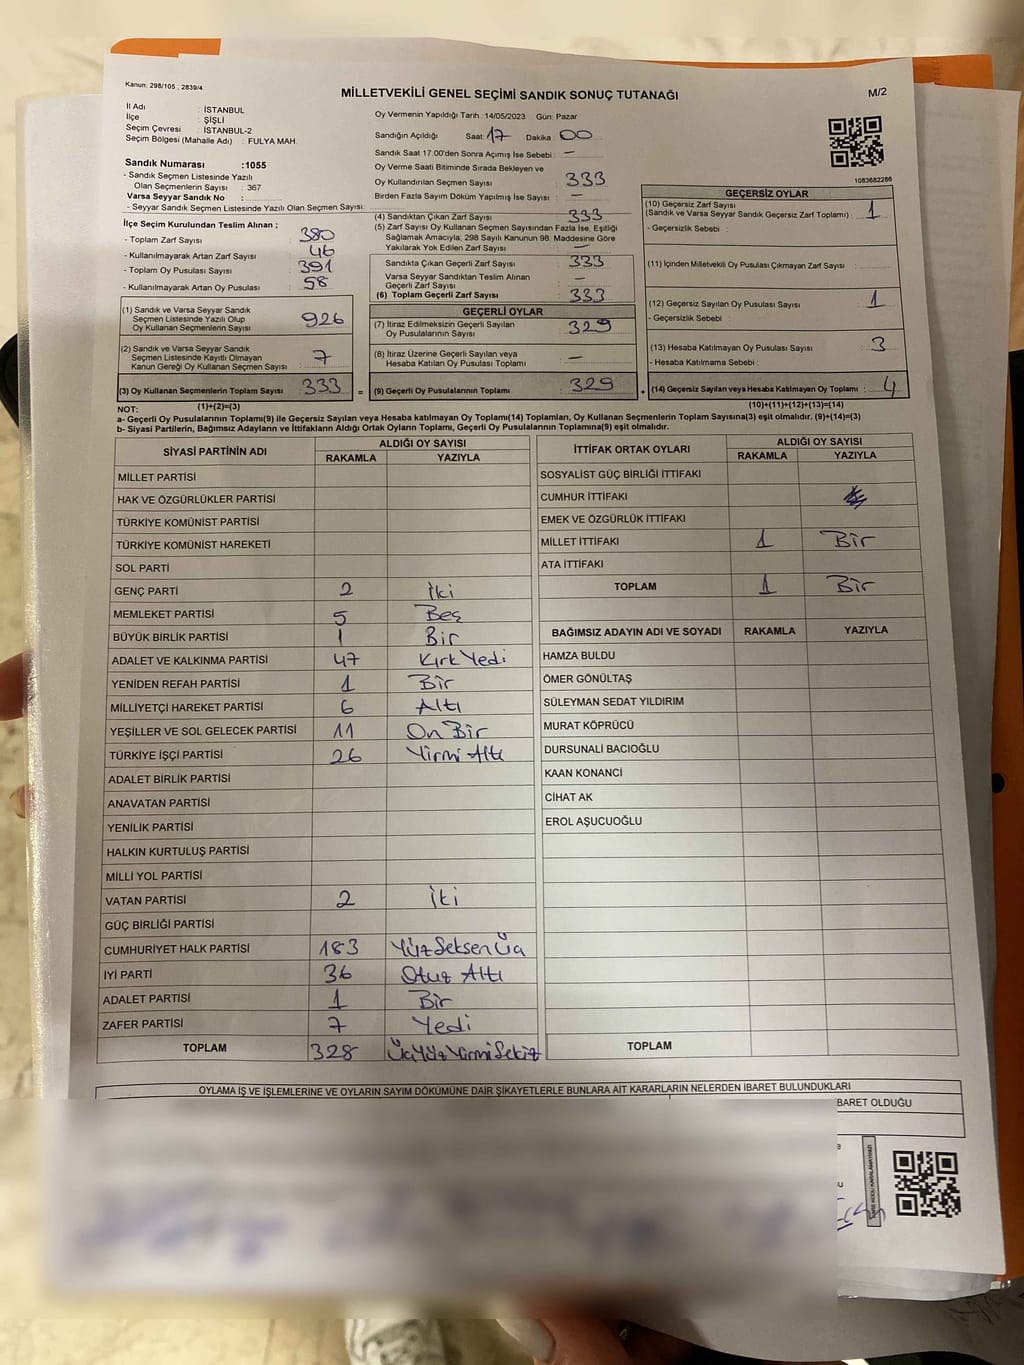 Kanun: 298/105 , 2839/4
MİLLETVEKİLİ GENEL SEÇİMİ SANDIK SONUÇ TUTANAĞI
M/2
İl Adı : İSTANBUL
İlçe : ŞİŞLİ
Seçim Çevresi : İSTANBUL-2
Seçim Bölgesi (Mahalle Adı) : FULYA MAH.
Sandık Numarası :1055
- Sandık Seçmen Listesinde Yazılı
Olan Seçmenlerin Sayısı : 367
Varsa Seyyar Sandık No :
- Seyyar Sandık Seçmen Listesinde Yazılı Olan Seçmen Sayısı:
İlçe Seçim Kurulundan Teslim Alınan ;
- Toplam Zarf Sayısı : 380
- Kullanılmayarak Artan Zarf Sayısı : 46
- Toplam Oy Pusulası Sayısı : 391
- Kullanılmayarak Artan Oy Pusulası : 58
(1) Sandık ve Varsa Seyyar Sandık
Seçmen Listesinde Yazılı Olup
Oy Kullanan Seçmenlerin Sayısı : 926
(2) Sandık ve Varsa Seyyar Sandık
Seçmen Listesinde Kayıtlı Olmayan
Kanun Gereği Oy Kullanan Seçmen Sayısı : 7
(3) Oy Kullanan Seçmenlerin Toplam Sayısı : 333 =
(1)+(2)=(3)
Oy Vermenin Yapıldığı Tarih : 14/05/2023 Gün: Pazar
Sandığın Açıldığı Saat: 17 Dakika : 00
Sandık Saat 17:00'den Sonra Açımış İse Sebebi : –
Oy Verme Saati Bitiminde Sırada Bekleyen ve
Oy Kullandırılan Seçmen Sayısı : 333
Birden Fazla Sayım Döküm Yapılmış İse Sayısı : –
(4) Sandıktan Çıkan Zarf Sayısı : 333
(5) Zarf Sayısı Oy Kullanan Seçmen Sayısından Fazla İse, Eşitliği
Sağlamak Amacıyla; 298 Sayılı Kanunun 98. Maddesine Göre
Yakılarak Yok Edilen Zarf Sayısı : –
Sandıkta Çıkan Geçerli Zarf Sayısı : 333
Varsa Seyyar Sandıktan Teslim Alınan
Geçerli Zarf Sayısı : –
(6) Toplam Geçerli Zarf Sayısı : 333
GEÇERLİ OYLAR
(7) İtiraz Edilmeksizin Geçerli Sayılan
Oy Pusulalarının Sayısı : 329
(8) İtiraz Üzerine Geçerli Sayılan veya
Hesaba Katılan Oy Pusulası Toplamı : –
(9) Geçerli Oy Pusulalarının Toplamı : 329 +
1083682286
GEÇERSİZ OYLAR
(10) Geçersiz Zarf Sayısı
(Sandık ve Varsa Seyyar Sandık Geçersiz Zarf Toplamı) : 1
- Geçersizlik Sebebi :
(11) İçinden Milletvekili Oy Pusulası Çıkmayan Zarf Sayısı :
(12) Geçersiz Sayılan Oy Pusulası Sayısı : 1
- Geçersizlik Sebebi :
(13) Hesaba Katılmayan Oy Pusulası Sayısı : 3
- Hesaba Katılmama Sebebi :
(14) Geçersiz Sayılan veya Hesaba Katılmayan Oy Toplamı : 4
(10)+(11)+(12)+(13)=(14)
NOT:
a- Geçerli Oy Pusulalarının Toplamı(9) ile Geçersiz Sayılan veya Hesaba katılmayan Oy Toplamı(14) Toplamları, Oy Kullanan Seçmenlerin Toplam Sayısına(3) eşit olmalıdır. (9)+(14)=(3)
b- Siyasi Partilerin, Bağımsız Adayların ve İttifakların Aldığı Ortak Oyların Toplamı, Geçerli Oy Pusulalarının Toplamına(9) eşit olmalıdır.
SİYASİ PARTİNİN ADI ALDIĞI OY SAYISI
RAKAMLA YAZIYLA
MİLLET PARTİSİ
HAK VE ÖZGÜRLÜKLER PARTİSİ
TÜRKİYE KOMÜNİST PARTİSİ
TÜRKİYE KOMÜNİST HAREKETİ
SOL PARTİ
GENÇ PARTİ 2 İki
MEMLEKET PARTİSİ 5 Beş
BÜYÜK BİRLİK PARTİSİ 1 Bir
ADALET VE KALKINMA PARTİSİ 47 Kırk Yedi
YENİDEN REFAH PARTİSİ 1 Bir
MİLLİYETÇİ HAREKET PARTİSİ 6 Altı
YEŞİLLER VE SOL GELECEK PARTİSİ 11 On Bir
TÜRKİYE İŞÇİ PARTİSİ 26 Yirmi Altı
ADALET BİRLİK PARTİSİ
ANAVATAN PARTİSİ
YENİLİK PARTİSİ
HALKIN KURTULUŞ PARTİSİ
MİLLİ YOL PARTİSİ
VATAN PARTİSİ 2 İki
GÜÇ BİRLİĞİ PARTİSİ
CUMHURİYET HALK PARTİSİ 183 Yüz Seksen Üç
İYİ PARTİ 36 Otuz Altı
ADALET PARTİSİ 1 Bir
ZAFER PARTİSİ 7 Yedi
TOPLAM 328 Üç Yüz Yirmi Sekiz
İTTİFAK ORTAK OYLARI ALDIĞI OY SAYISI
RAKAMLA YAZIYLA
SOSYALİST GÜÇ BİRLİĞİ İTTİFAKI
CUMHUR İTTİFAKI
EMEK VE ÖZGÜRLÜK İTTİFAKI
MİLLET İTTİFAKI 1 Bir
ATA İTTİFAKI
TOPLAM 1 Bir
BAĞIMSIZ ADAYIN ADI VE SOYADI RAKAMLA YAZIYLA
HAMZA BULDU
ÖMER GÖNÜLTAŞ
SÜLEYMAN SEDAT YILDIRIM
MURAT KÖPRÜCÜ
DURSUNALİ BACIOĞLU
KAAN KONANCİ
CİHAT AK
EROL AŞUCUOĞLU
TOPLAM
OYLAMA İŞ VE İŞLEMLERİNE VE OYLARIN SAYIM DÖKÜMÜNE DAİR ŞİKAYETLERLE BUNLARA AİT KARARLARIN NELERDEN İBARET BULUNDUKLARI
BARET OLDUĞU